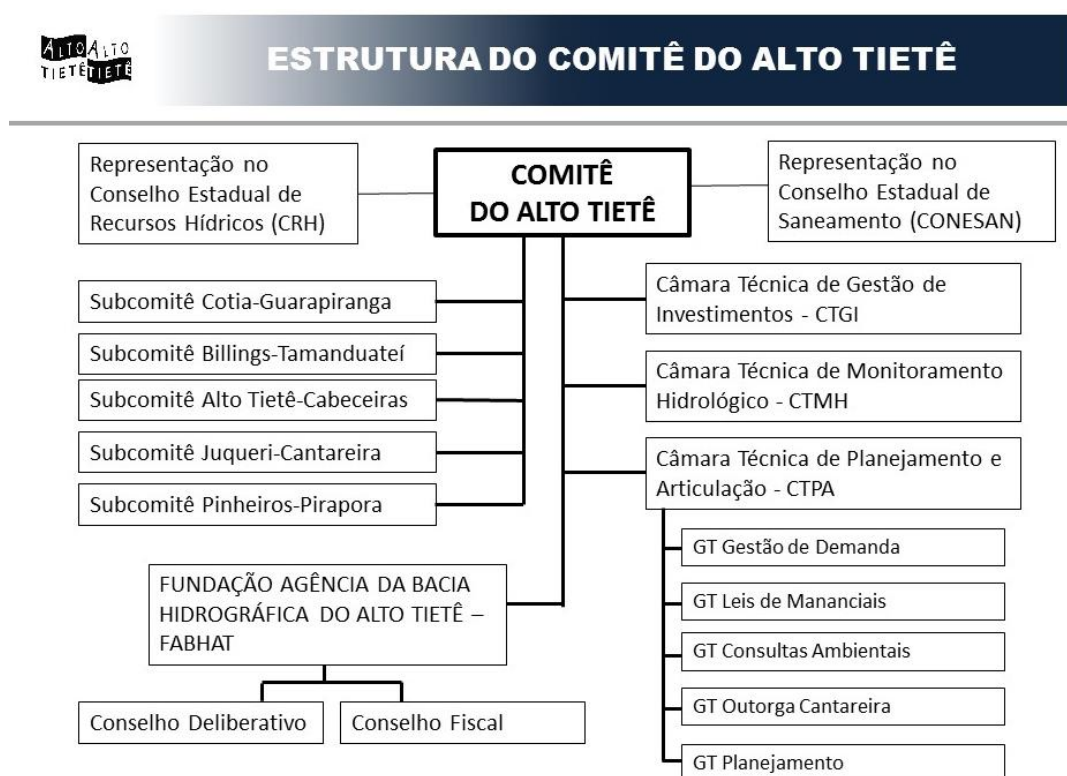 ALTO ALTO
TIETÊ TIETÊ
ESTRUTURA DO COMITÊ DO ALTO TIETÊ
Representação no
Conselho Estadual de
Recursos Hídricos (CRH)
COMITÊ
DO ALTO TIETÊ
Representação no
Conselho Estadual de
Saneamento (CONESAN)
Subcomitê Cotia-Guarapiranga
Subcomitê Billings-Tamanduateí
Subcomitê Alto Tietê-Cabeceiras
Subcomitê Juqueri-Cantareira
Subcomitê Pinheiros-Pirapora
Câmara Técnica de Gestão de
Investimentos - CTGI
Câmara Técnica de Monitoramento
Hidrológico - CTMH
Câmara Técnica de Planejamento e
Articulação - CTPA
GT Gestão de Demanda
GT Leis de Mananciais
GT Consultas Ambientais
GT Outorga Cantareira
GT Planejamento
FUNDAÇÃO AGÊNCIA DA BACIA
HIDROGRÁFICA DO ALTO TIETÊ –
FABHAT
Conselho Deliberativo
Conselho Fiscal